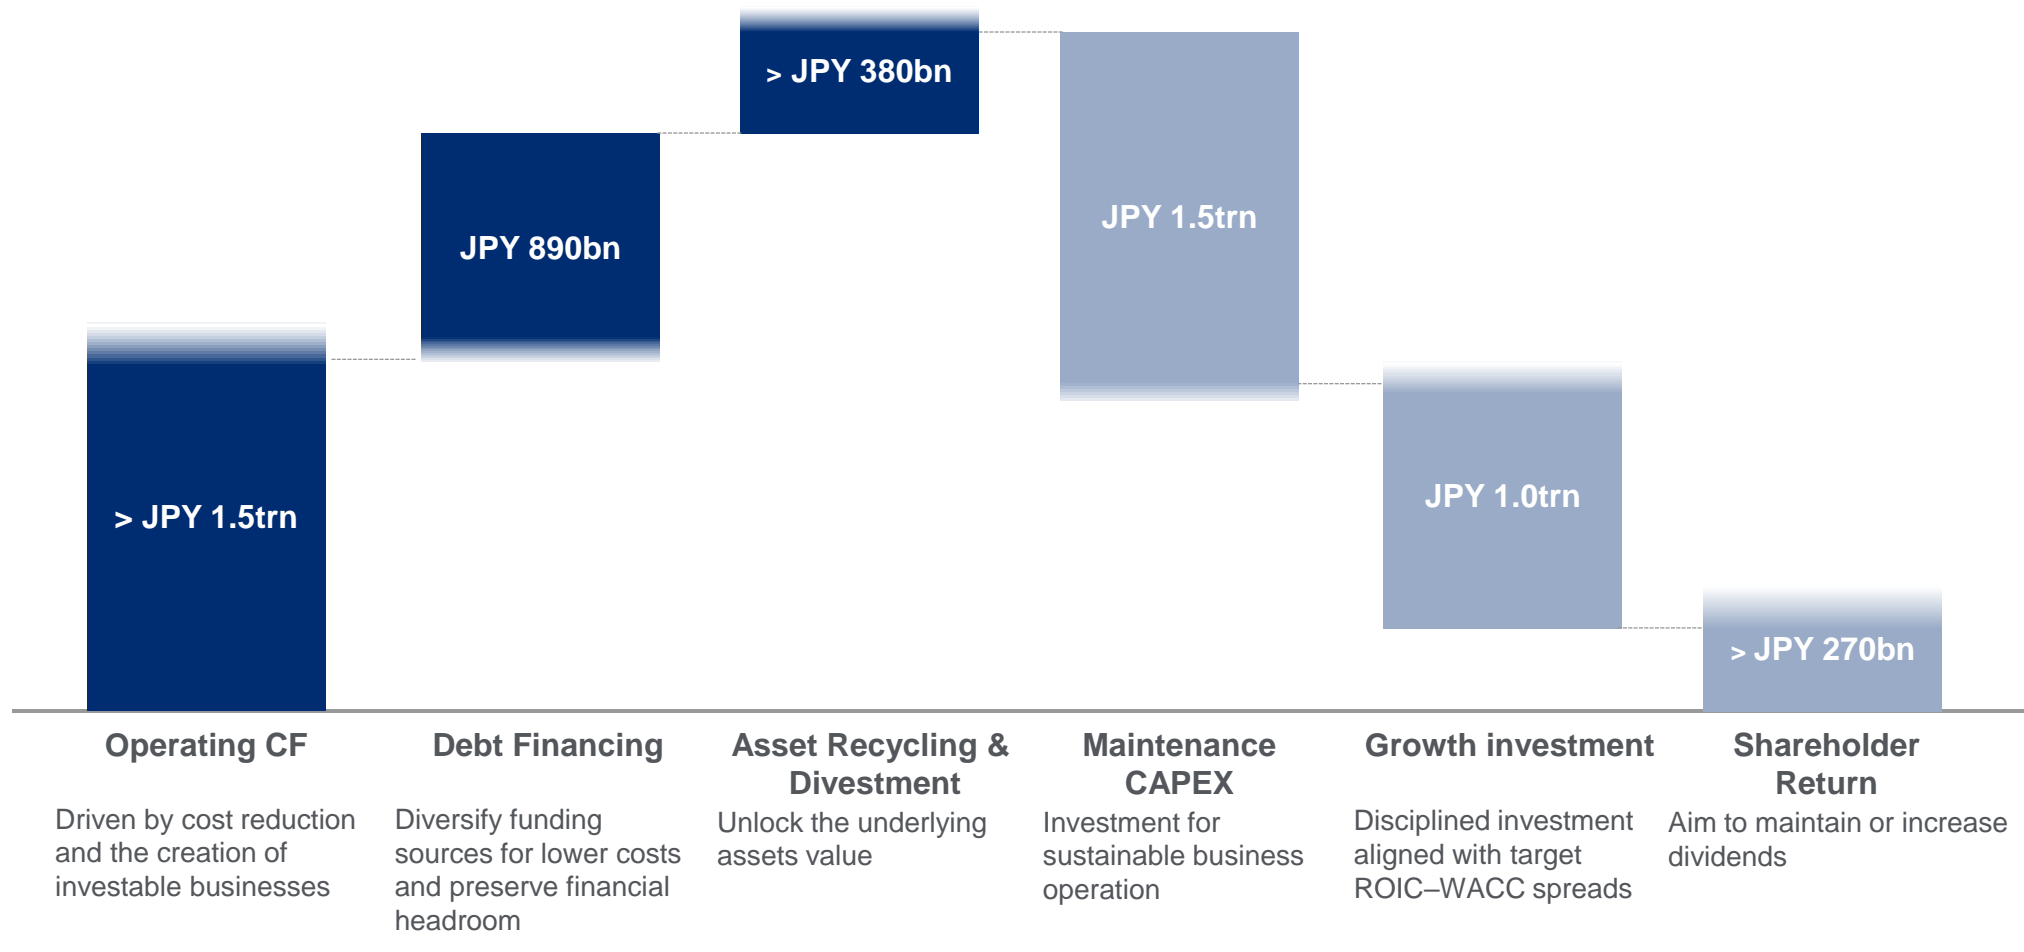 > JPY 380bn
JPY 1.5trn
JPY 890bn
JPY 1.0trn
> JPY 1.5trn
> JPY 270bn
Operating CF
Driven by cost reduction
and the creation of
investable businesses
Debt Financing
Diversify funding
sources for lower costs
and preserve financial
headroom
Asset Recycling &
Divestment
Unlock the underlying
assets value
Maintenance
CAPEX
Investment for
sustainable business
operation
Growth investment
Disciplined investment
aligned with target
ROIC–WACC spreads
Shareholder
Return
Aim to maintain or increase
dividends